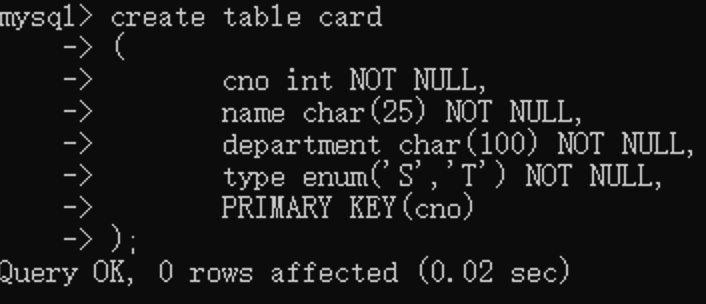 mysql> create table card
    -> (
    ->         cno int NOT NULL,
    ->         name char(25) NOT NULL,
    ->         department char(100) NOT NULL,
    ->         type enum('S','T') NOT NULL,
    ->         PRIMARY KEY(cno)
    -> );
Query OK, 0 rows affected (0.02 sec)